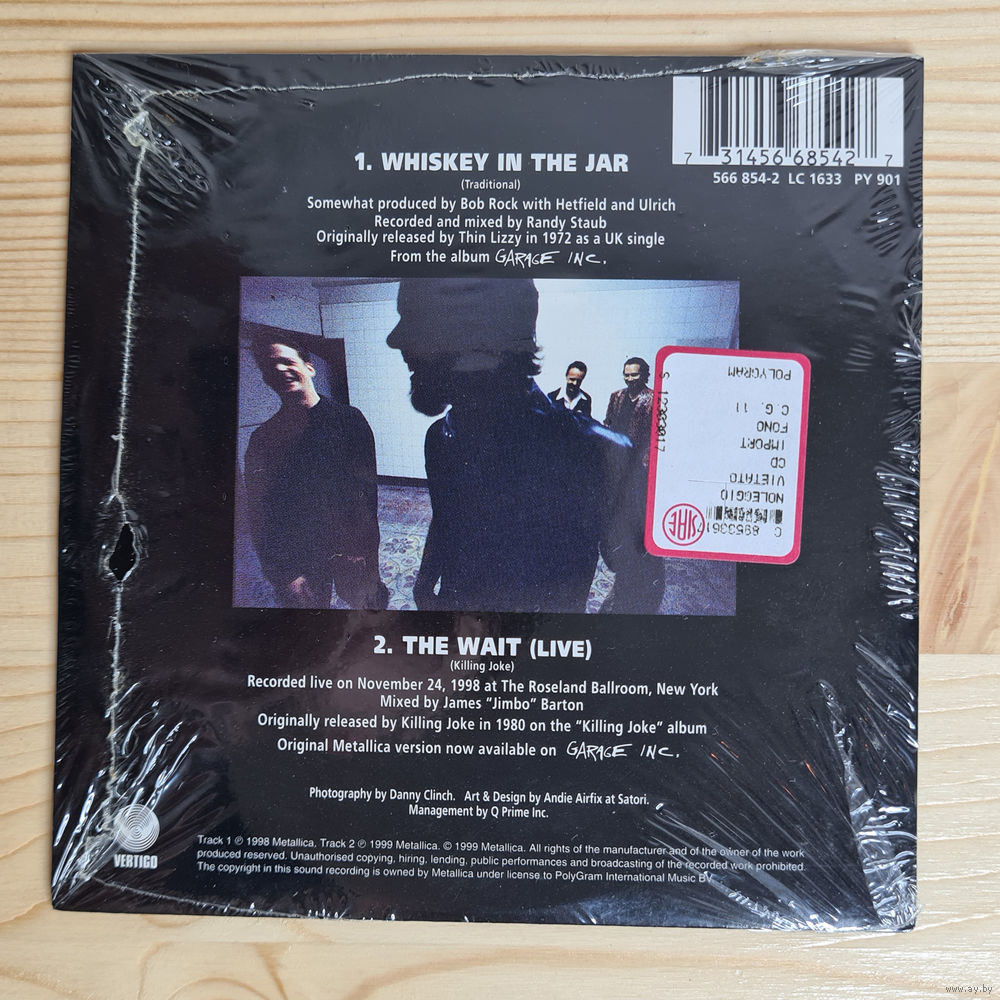 7 31456 68542 7
566 854-2 LC 1633 PY 901
1. WHISKEY IN THE JAR
(Traditional)
Somewhat produced by Bob Rock with Hetfield and Ulrich
Recorded and mixed by Randy Staub
Originally released by Thin Lizzy in 1972 as a UK single
From the album GARAGE INC.
C 8953361
NOLEGGIO
VIETATO
CD
IMPORT
FONO
C.G. 11
POLYGRAM
SIAE
2. THE WAIT (LIVE)
(Killing Joke)
Recorded live on November 24, 1998 at The Roseland Ballroom, New York
Mixed by James “Jimbo” Barton
Originally released by Killing Joke in 1980 on the “Killing Joke” album
Original Metallica version now available on GARAGE INC.
Photography by Danny Clinch. Art & Design by Andie Airfix at Satori.
Management by Q Prime Inc.
VERTIGO
Track 1 ℗ 1998 Metallica, Track 2 ℗ 1999 Metallica. © 1999 Metallica. All rights of the manufacturer and of the owner of the work
produced reserved. Unauthorised copying, hiring, lending, public performances and broadcasting of the recorded work prohibited.
The copyright in this sound recording is owned by Metallica under license to PolyGram International Music BV
www.ay.by